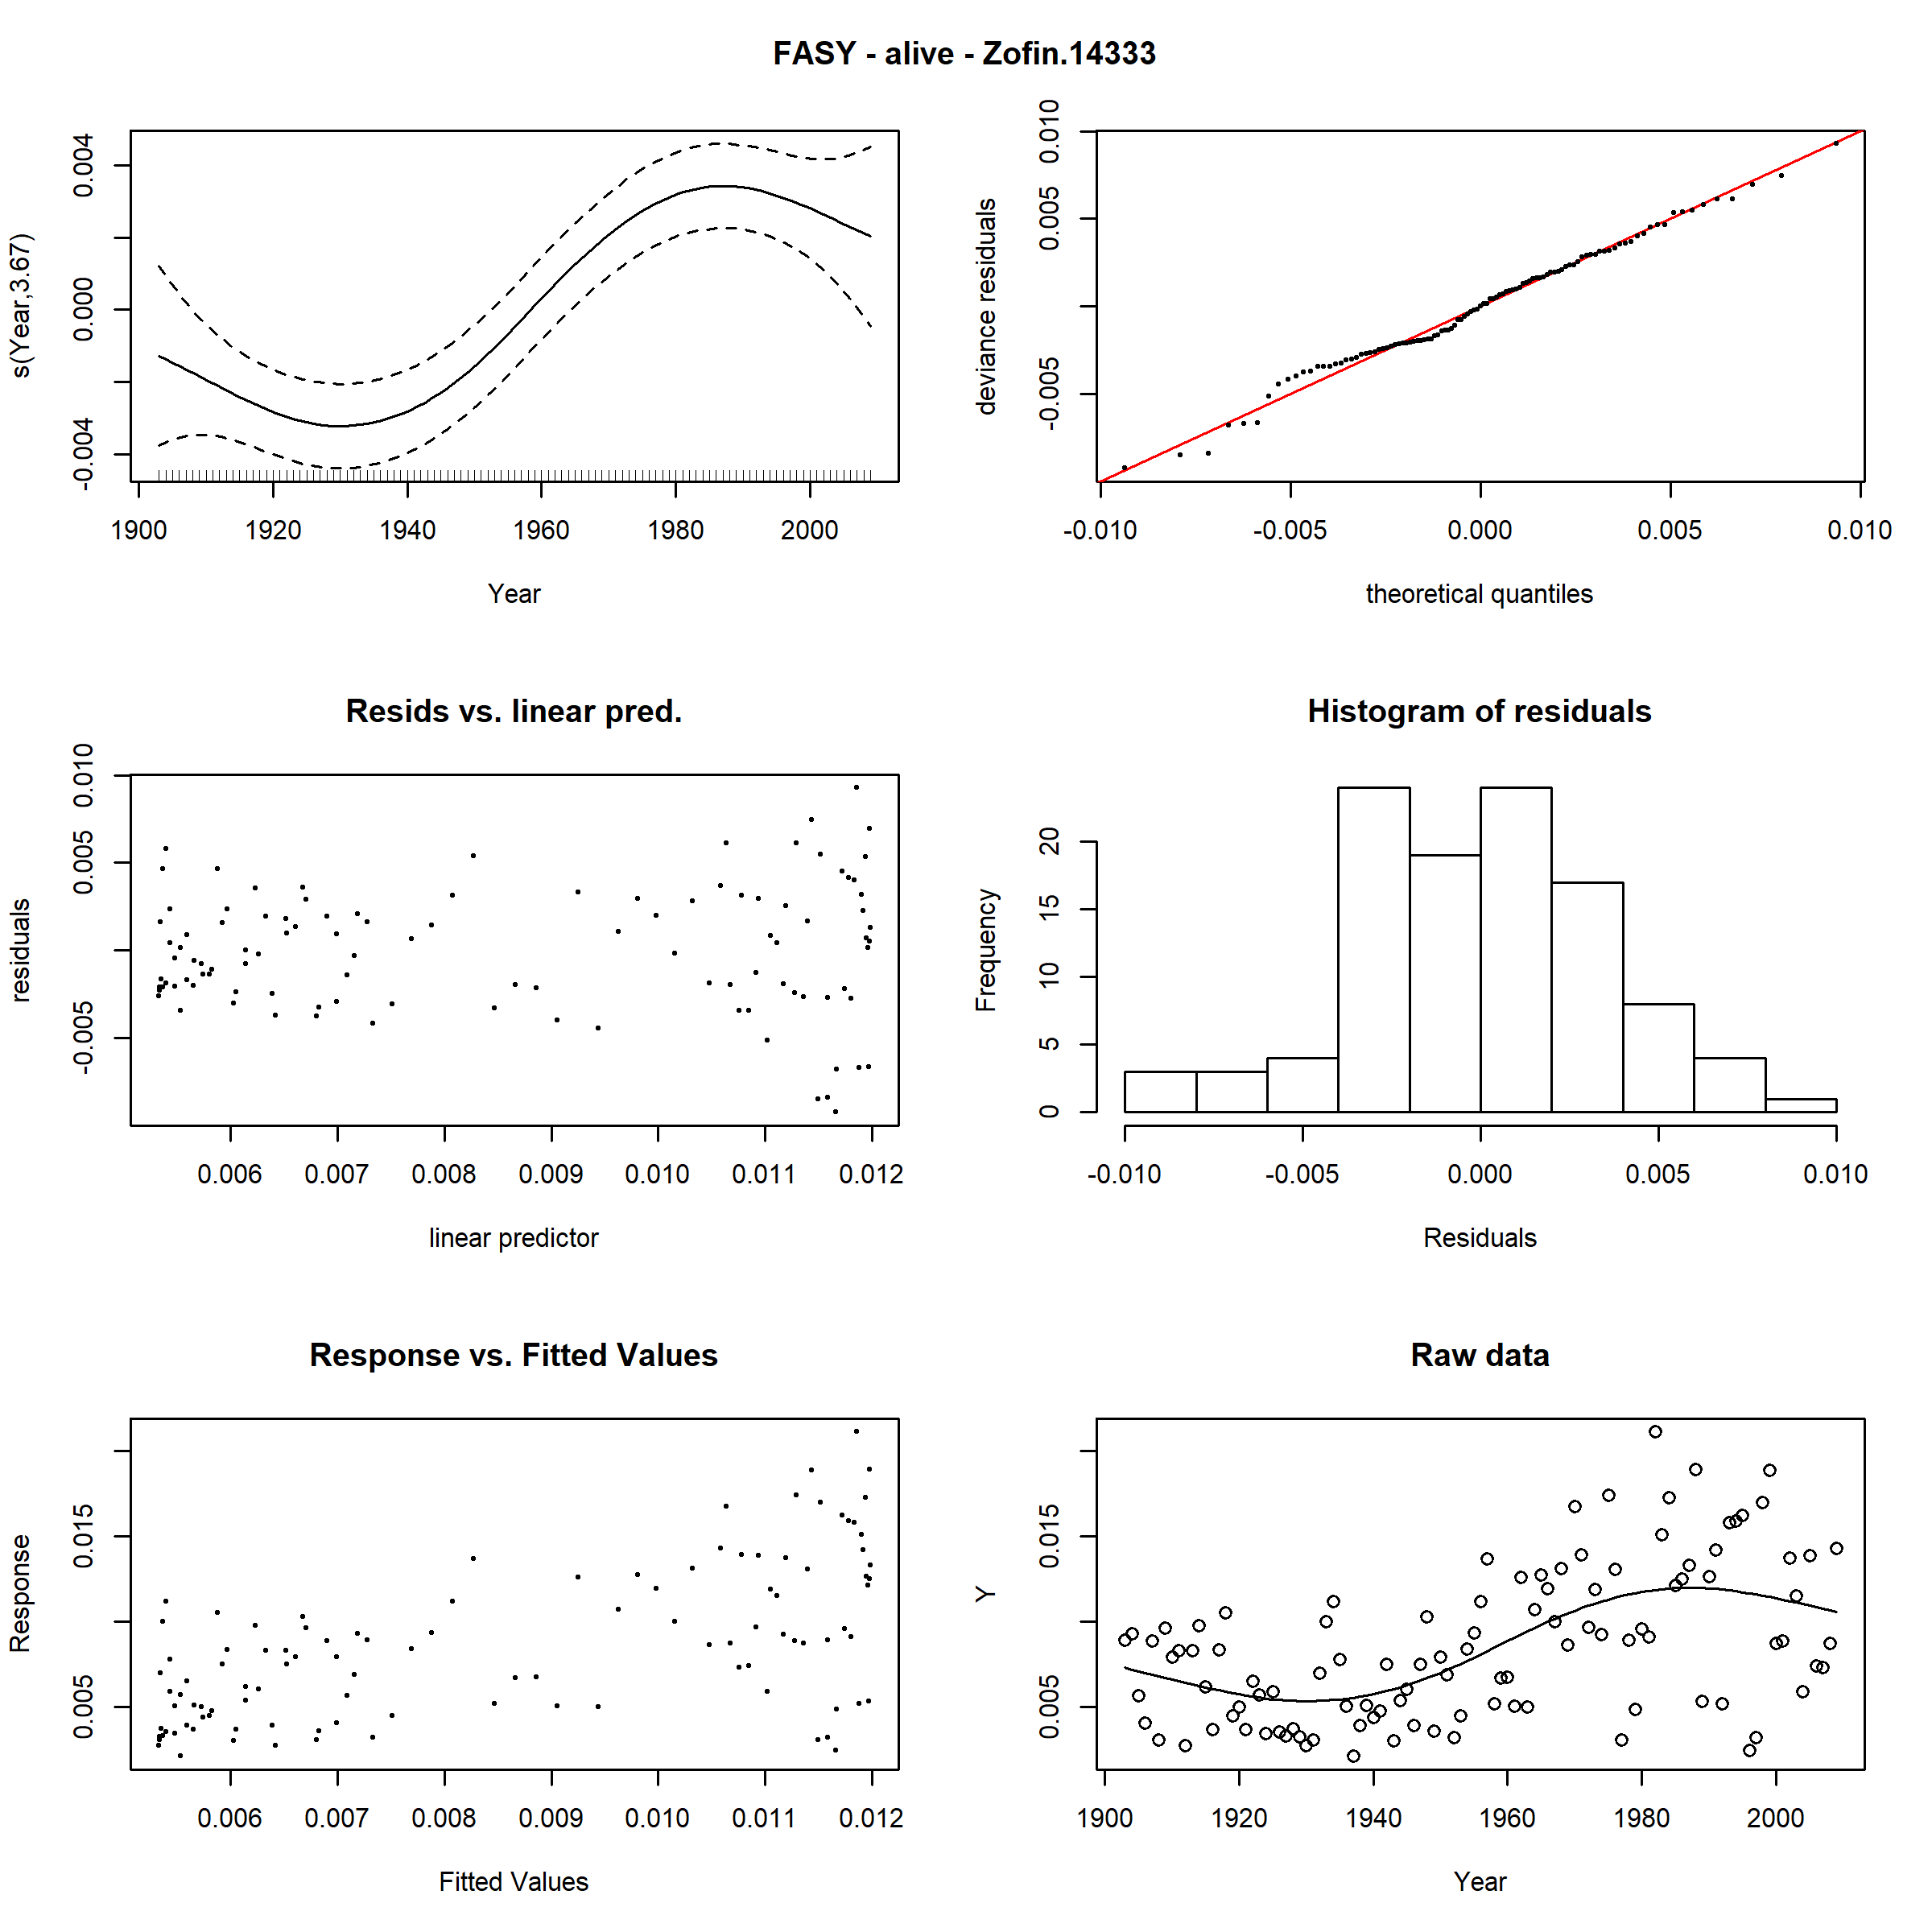 FASY - alive - Zofin.14333
s(Year,3.67)
-0.004 0.000 0.004
1900 1920 1940 1960 1980 2000
Year
deviance residuals
-0.005 0.005 0.010
-0.010 -0.005 0.000 0.005 0.010
theoretical quantiles
Resids vs. linear pred.
residuals
-0.005 0.005 0.010
0.006 0.007 0.008 0.009 0.010 0.011 0.012
linear predictor
Histogram of residuals
Frequency
0 5 10 15 20
-0.010 -0.005 0.000 0.005 0.010
Residuals
Response vs. Fitted Values
Response
0.005 0.015
0.006 0.007 0.008 0.009 0.010 0.011 0.012
Fitted Values
Raw data
Y
0.005 0.015
1900 1920 1940 1960 1980 2000
Year